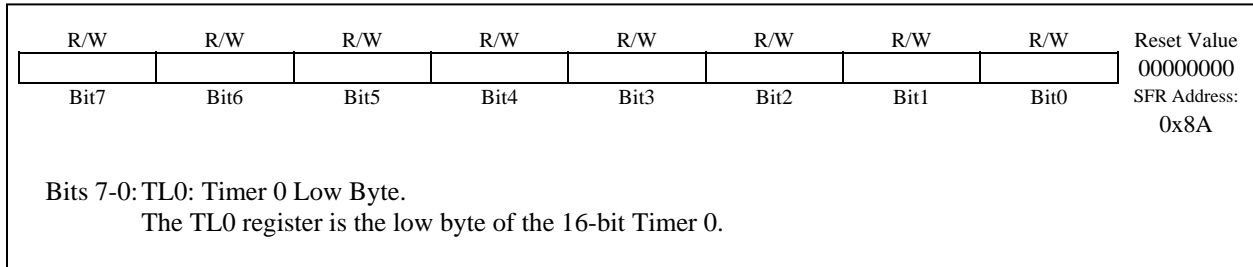 R/W R/W R/W R/W R/W R/W R/W R/W Reset Value
00000000
Bit7 Bit6 Bit5 Bit4 Bit3 Bit2 Bit1 Bit0 SFR Address:
0x8A
Bits 7-0: TL0: Timer 0 Low Byte.
The TL0 register is the low byte of the 16-bit Timer 0.